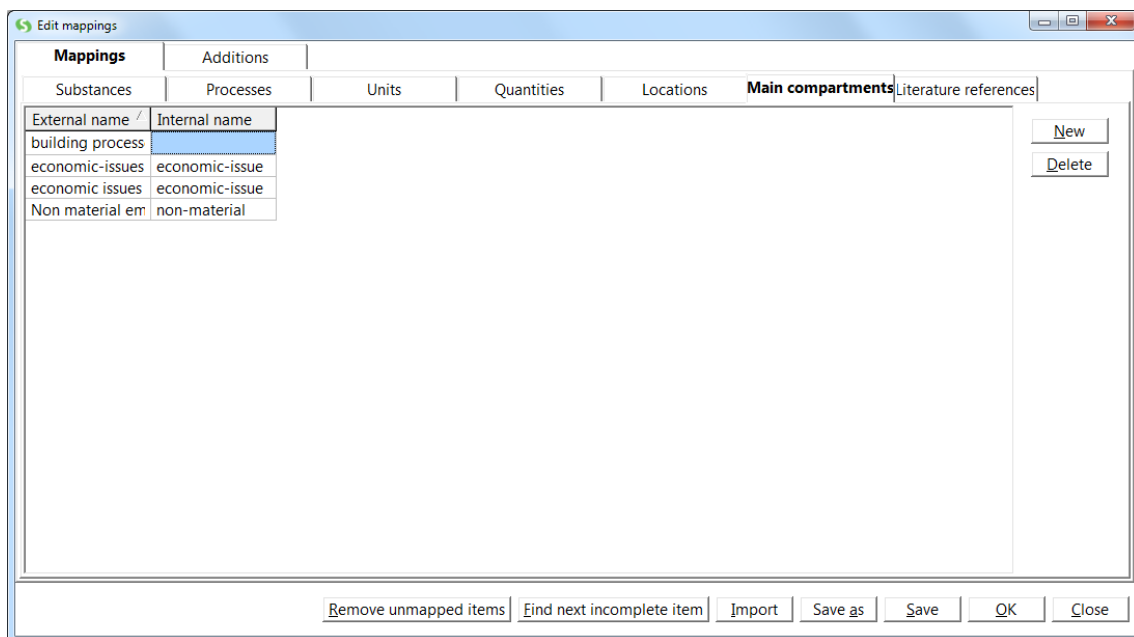 Edit mappings
Mappings Additions
Substances Processes Units Quantities Locations Main compartments Literature references
External name Internal name
building process
economic-issues economic-issue
economic issues economic-issue
Non material em non-material
New
Delete
Remove unmapped items Find next incomplete item Import Save as Save OK Close